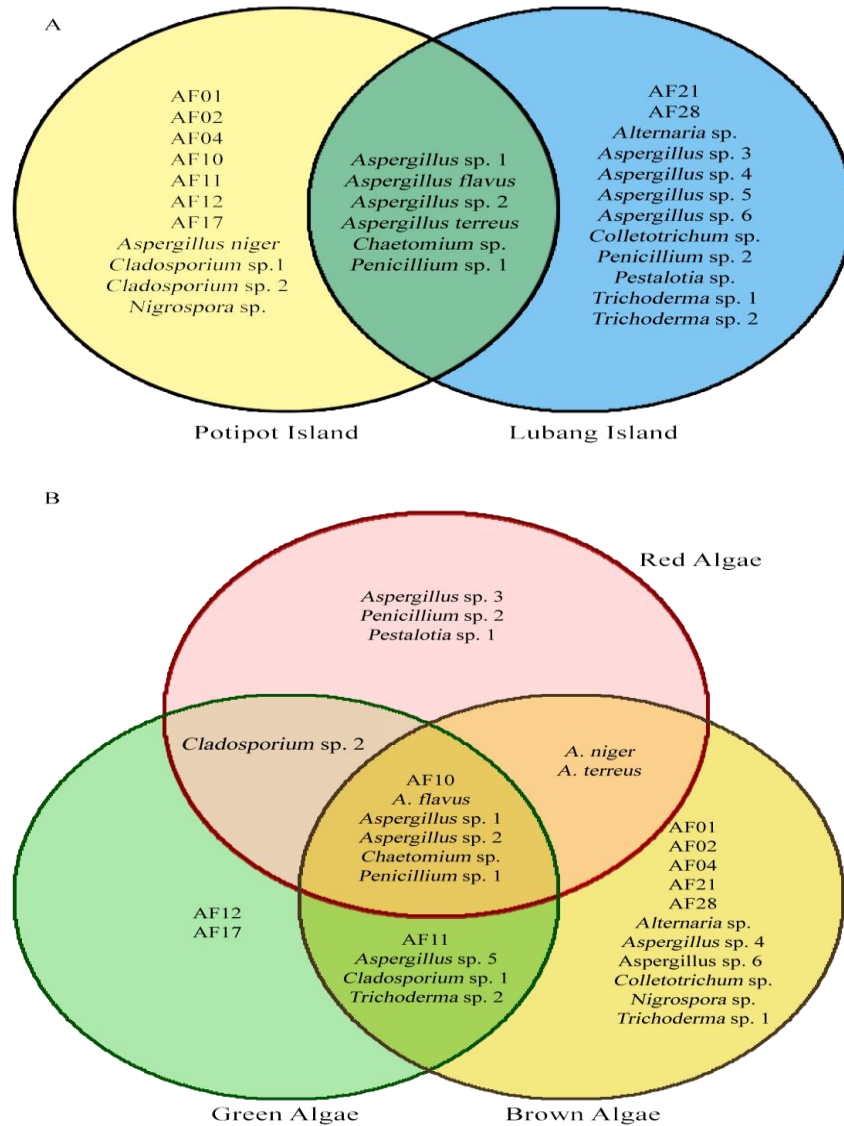 A
AF01
AF02
AF04
AF10
AF11
AF12
AF17
Aspergillus niger
Cladosporium sp.1
Cladosporium sp. 2
Nigrospora sp.
Aspergillus sp. 1
Aspergillus flavus
Aspergillus sp. 2
Aspergillus terreus
Chaetomium sp.
Penicillium sp. 1
AF21
AF28
Alternaria sp.
Aspergillus sp. 3
Aspergillus sp. 4
Aspergillus sp. 5
Aspergillus sp. 6
Colletotrichum sp.
Penicillium sp. 2
Pestalotia sp.
Trichoderma sp. 1
Trichoderma sp. 2
Potipot Island
Lubang Island
B
Red Algae
Aspergillus sp. 3
Penicillium sp. 2
Pestalotia sp. 1
Cladosporium sp. 2
A. niger
A. terreus
AF10
A. flavus
Aspergillus sp. 1
Aspergillus sp. 2
Chaetomium sp.
Penicillium sp. 1
AF12
AF17
AF11
Aspergillus sp. 5
Cladosporium sp. 1
Trichoderma sp. 2
AF01
AF02
AF04
AF21
AF28
Alternaria sp.
Aspergillus sp. 4
Aspergillus sp. 6
Colletotrichum sp.
Nigrospora sp.
Trichoderma sp. 1
Green Algae
Brown Algae